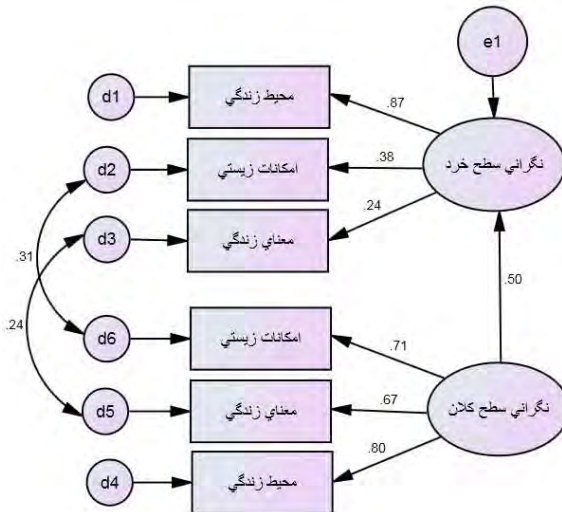 e1
d1
محيط زندگي
.87
نگراني سطح خرد
d2
امكانات زيستي
.38
d3
معناي زندگي
.24
.31
.24
.50
d6
امكانات زيستي
.71
d5
معناي زندگي
.67
نگراني سطح كلان
d4
محيط زندگي
.80